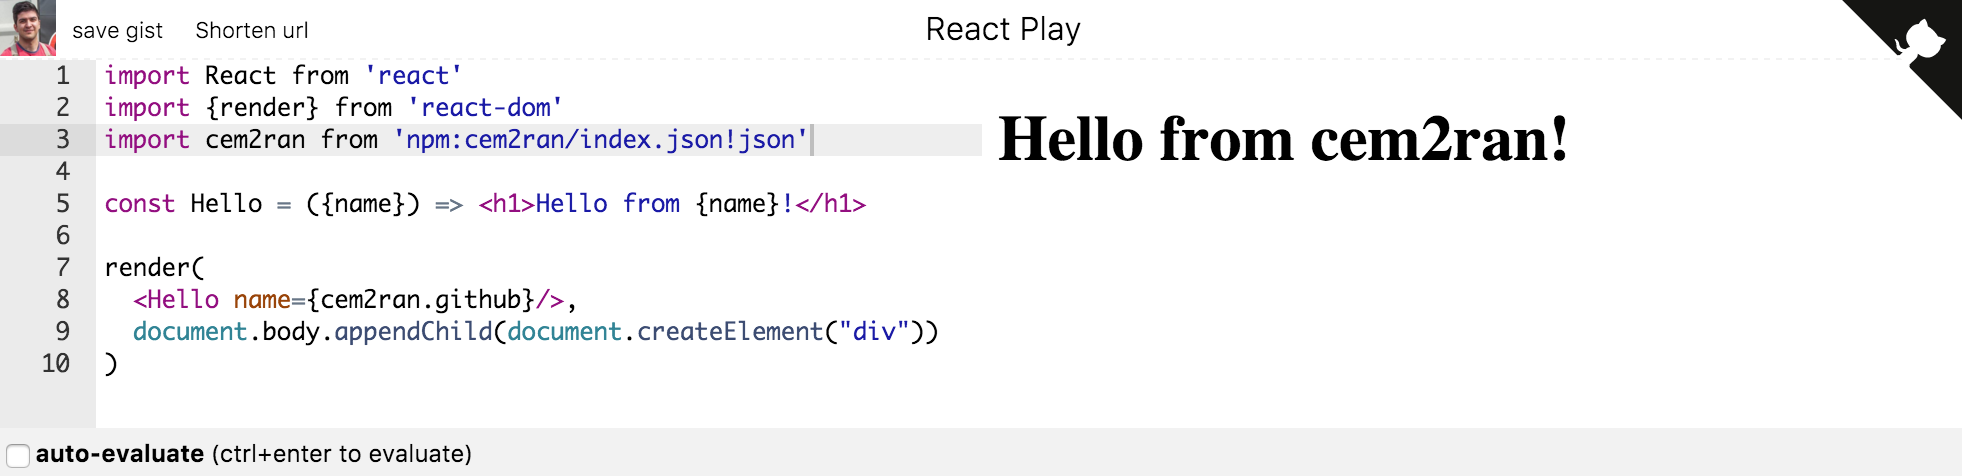 save gist Shorten url React Play
1 import React from 'react'
2 import {render} from 'react-dom'
3 import cem2ran from 'npm:cem2ran/index.json!json'
4
5 const Hello = ({name}) => <h1>Hello from {name}!</h1>
6
7 render(
8   <Hello name={cem2ran.github}/>,
9   document.body.appendChild(document.createElement("div"))
10 )
Hello from cem2ran!
auto-evaluate (ctrl+enter to evaluate)